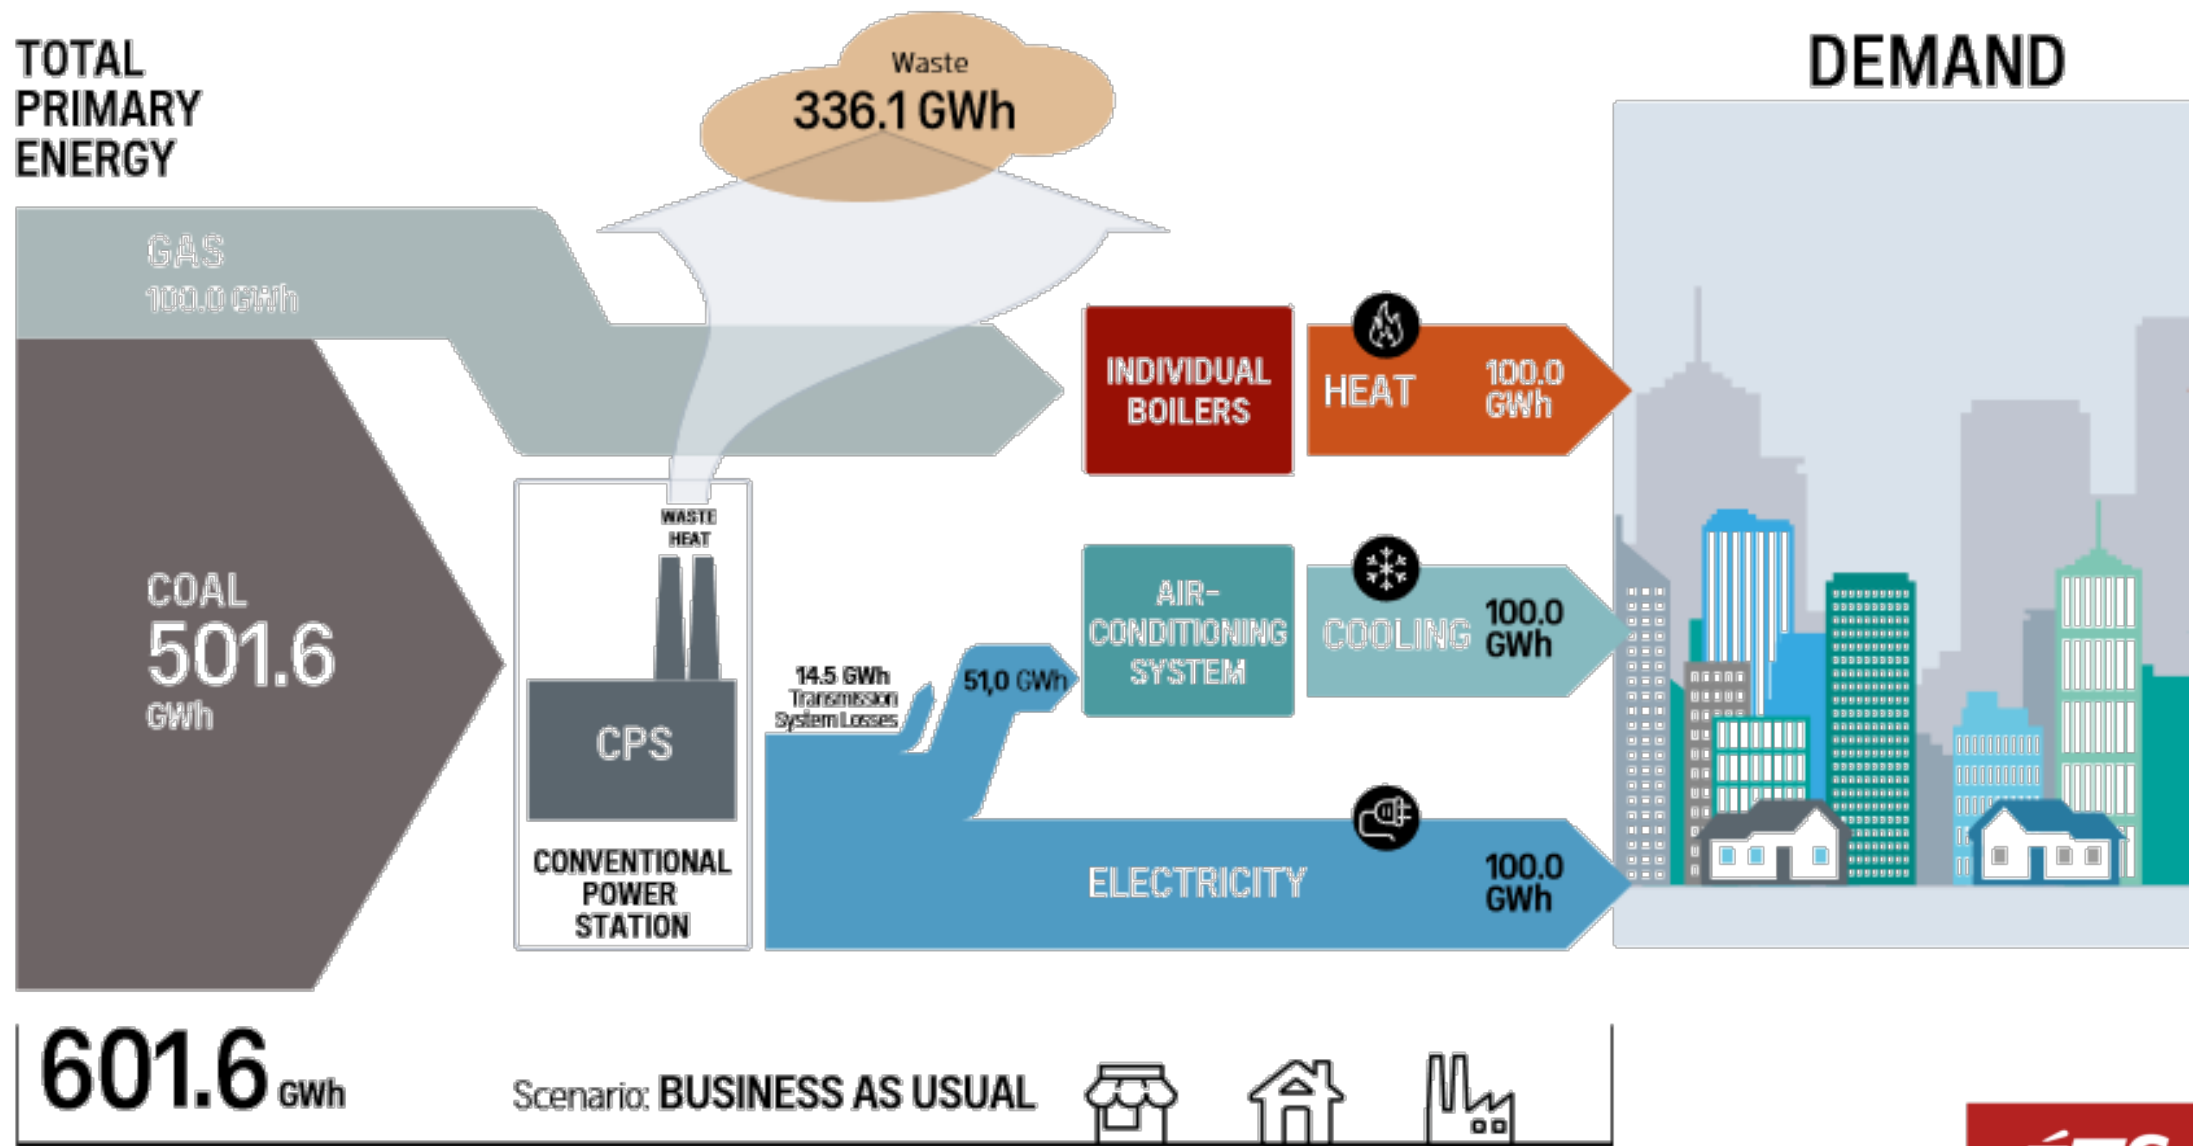 TOTAL
PRIMARY
ENERGY
Waste
336.1 GWh
DEMAND
GAS
100.0 GWh
INDIVIDUAL
BOILERS
HEAT
100.0
GWh
WASTE
HEAT
COAL
501.6
GWh
CPS
CONVENTIONAL
POWER
STATION
14.5 GWh
Transmission
System Losses
51,0 GWh
AIR-
CONDITIONING
SYSTEM
COOLING
100.0
GWh
ELECTRICITY
100.0
GWh
601.6 GWh
Scenario: BUSINESS AS USUAL